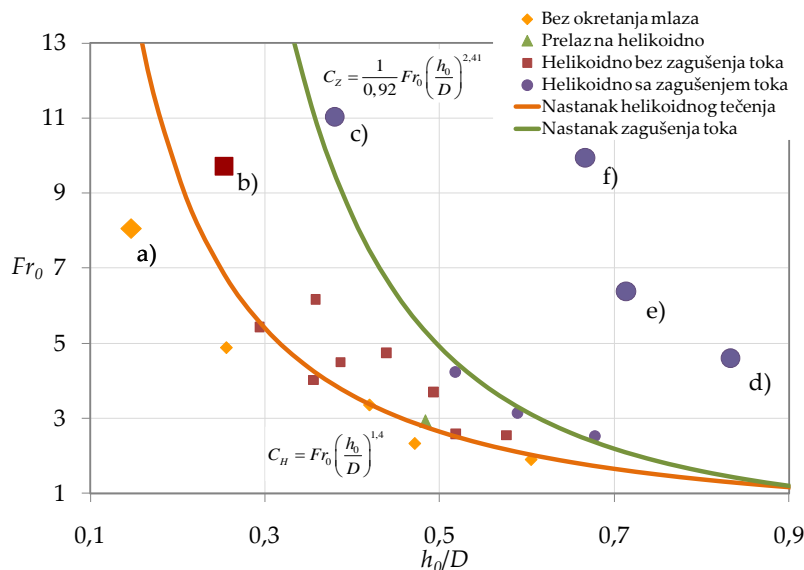 Bez okretanja mlaza
Prelaz na helikoidno
Helikoidno bez zagušenja toka
Helikoidno sa zagušenjem toka
Nastanak helikoidnog tečenja
Nastanak zagušenja toka
13
11
9
7
5
3
1
Fr₀
C_Z = 1/0,92 Fr₀ (h₀/D)^2,41
c)
f)
b)
a)
e)
d)
C_H = Fr₀ (h₀/D)^1,4
0,1 0,3 0,5 0,7 0,9
h₀/D